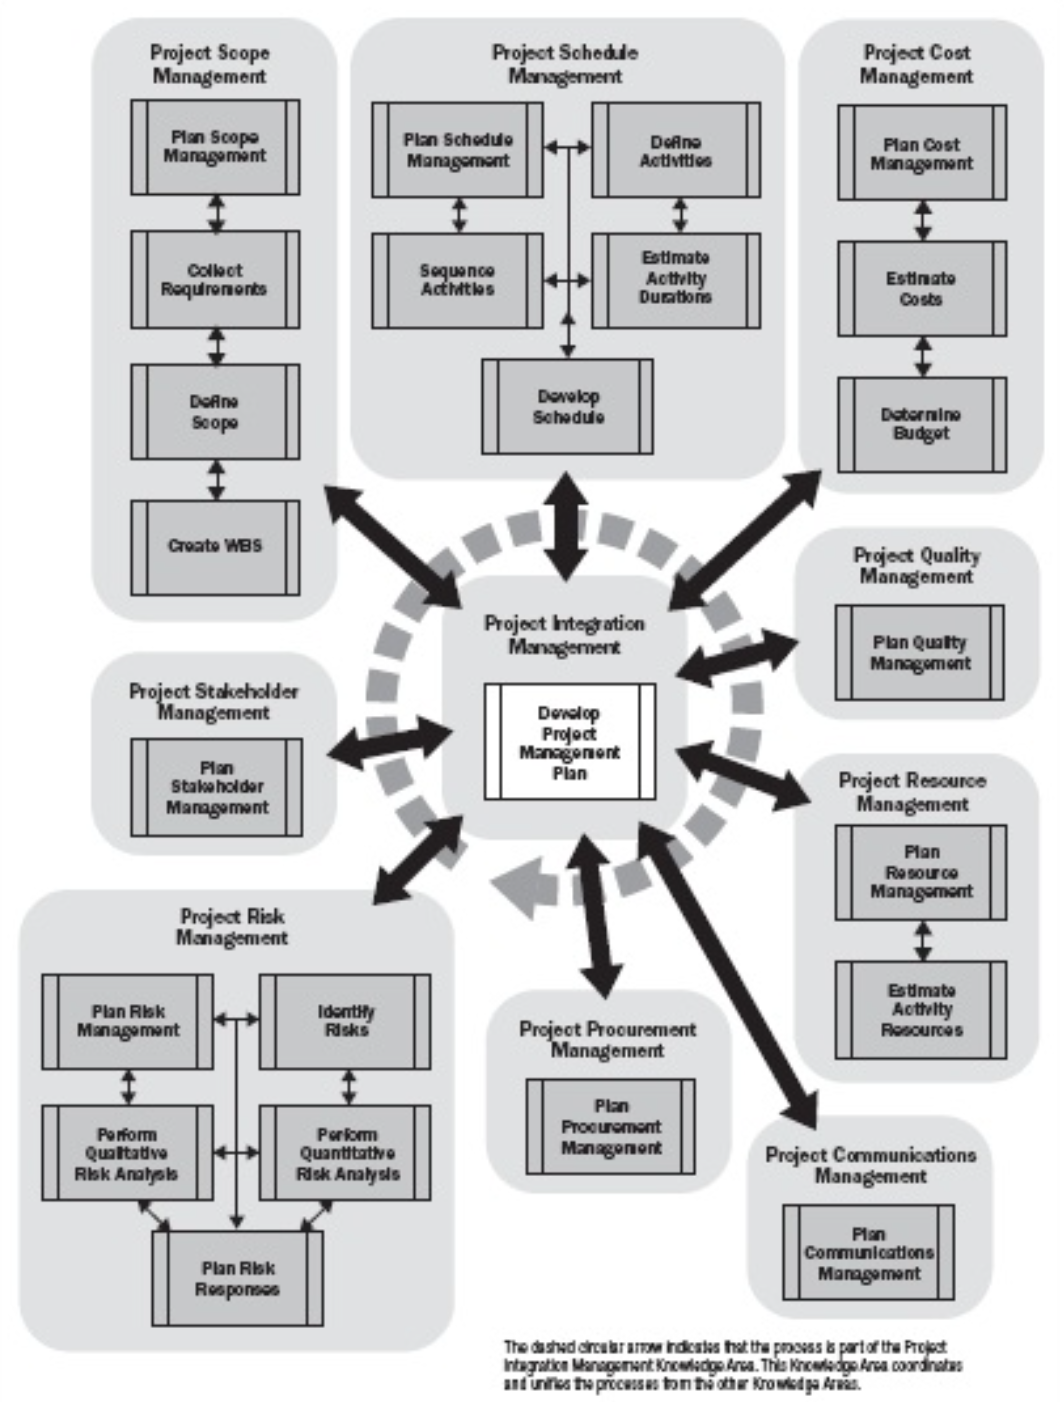 Project Scope
Management
Plan Scope
Management
Collect
Requirements
Define
Scope
Create WBS
Project Schedule
Management
Plan Schedule
Management
Define
Activities
Sequence
Activities
Estimate
Activity
Durations
Develop
Schedule
Project Cost
Management
Plan Cost
Management
Estimate
Costs
Determine
Budget
Project Quality
Management
Plan Quality
Management
Project Integration
Management
Develop
Project
Management
Plan
Project Stakeholder
Management
Plan
Stakeholder
Management
Project Resource
Management
Plan
Resource
Management
Estimate
Activity
Resources
Project Risk
Management
Plan Risk
Management
Identify
Risks
Perform
Qualitative
Risk Analysis
Perform
Quantitative
Risk Analysis
Plan Risk
Responses
Project Procurement
Management
Plan
Procurement
Management
Project Communications
Management
Plan
Communications
Management
The dashed circular arrow indicates that the process is part of the Project
Integration Management Knowledge Area. This Knowledge Area coordinates
and unifies the processes from the other Knowledge Areas.